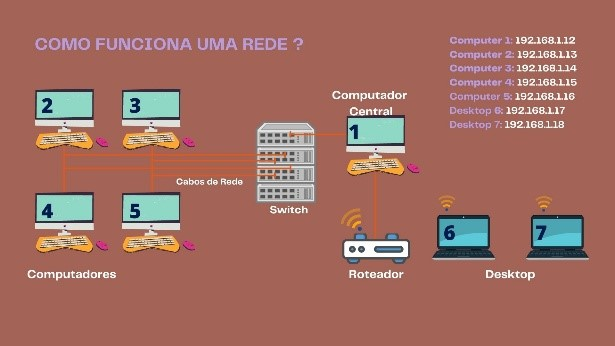 COMO FUNCIONA UMA REDE ?
Computer 1: 192.168.1.12
Computer 2: 192.168.1.13
Computer 3: 192.168.1.14
Computer 4: 192.168.1.15
Computer 5: 192.168.1.16
Desktop 6: 192.168.1.17
Desktop 7: 192.168.1.18
Computador
Central
2
3
1
Cabos de Rede
4
5
Switch
6
7
Computadores
Roteador
Desktop